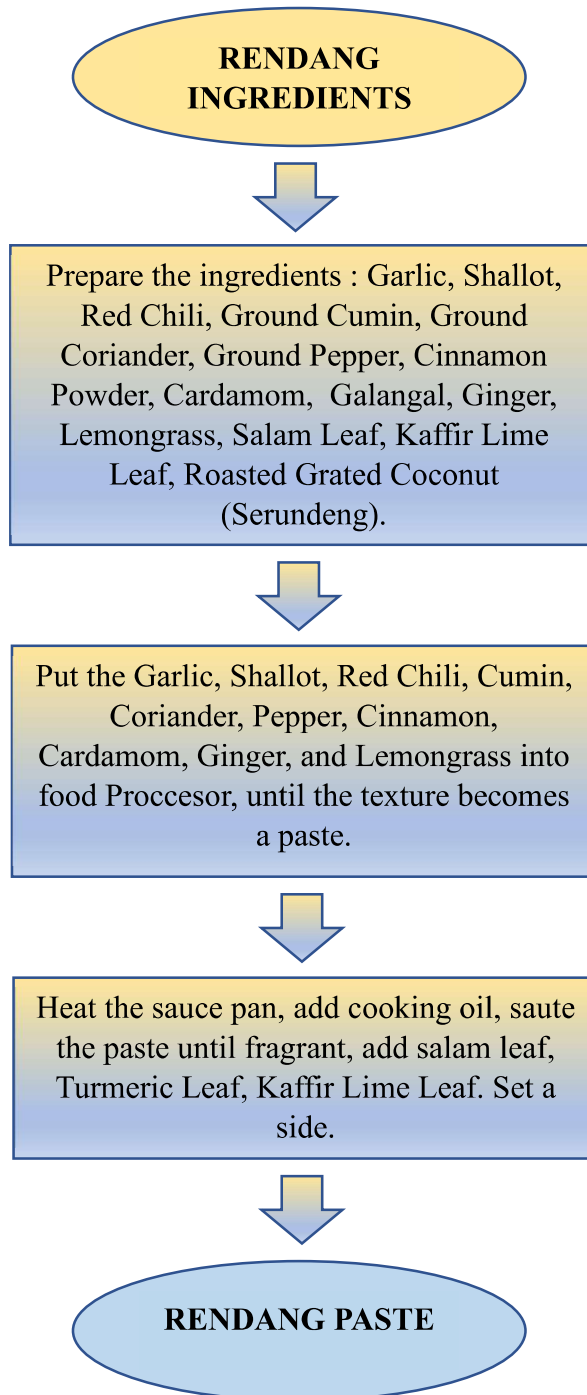 RENDANG
INGREDIENTS
Prepare the ingredients : Garlic, Shallot,
Red Chili, Ground Cumin, Ground
Coriander, Ground Pepper, Cinnamon
Powder, Cardamom, Galangal, Ginger,
Lemongrass, Salam Leaf, Kaffir Lime
Leaf, Roasted Grated Coconut
(Serundeng).
Put the Garlic, Shallot, Red Chili, Cumin,
Coriander, Pepper, Cinnamon,
Cardamom, Ginger, and Lemongrass into
food Proccesor, until the texture becomes
a paste.
Heat the sauce pan, add cooking oil, saute
the paste until fragrant, add salam leaf,
Turmeric Leaf, Kaffir Lime Leaf. Set a
side.
RENDANG PASTE